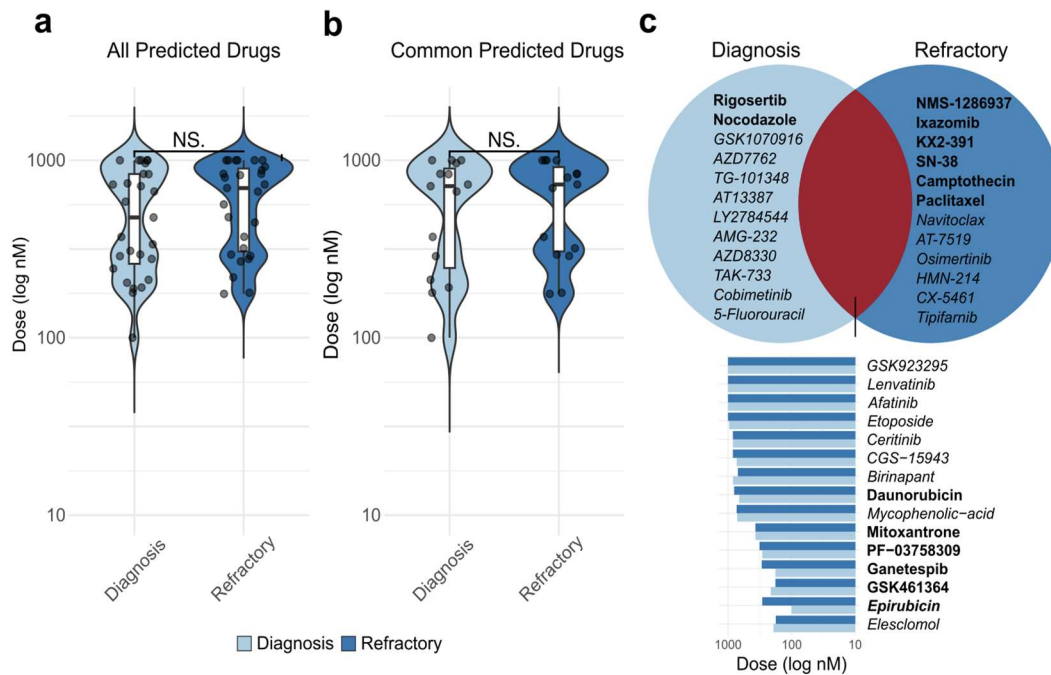 a
All Predicted Drugs
NS.
Dose (log nM)
1000
100
10
Diagnosis
Refractory
b
Common Predicted Drugs
NS.
Dose (log nM)
1000
100
10
Diagnosis
Refractory
Diagnosis
Refractory
c
Diagnosis
Refractory
Rigosertib
Nocodazole
GSK1070916
AZD7762
TG-101348
AT13387
LY2784544
AMG-232
AZD8330
TAK-733
Cobimetinib
5-Fluorouracil
NMS-1286937
Ixazomib
KX2-391
SN-38
Camptothecin
Paclitaxel
Navitoclax
AT-7519
Osimertinib
HMN-214
CX-5461
Tipifarnib
GSK923295
Lenvatinib
Afatinib
Etoposide
Ceritinib
CGS−15943
Birinapant
Daunorubicin
Mycophenolic−acid
Mitoxantrone
PF−03758309
Ganetespib
GSK461364
Epirubicin
Elesclomol
1000
100
10
Dose (log nM)